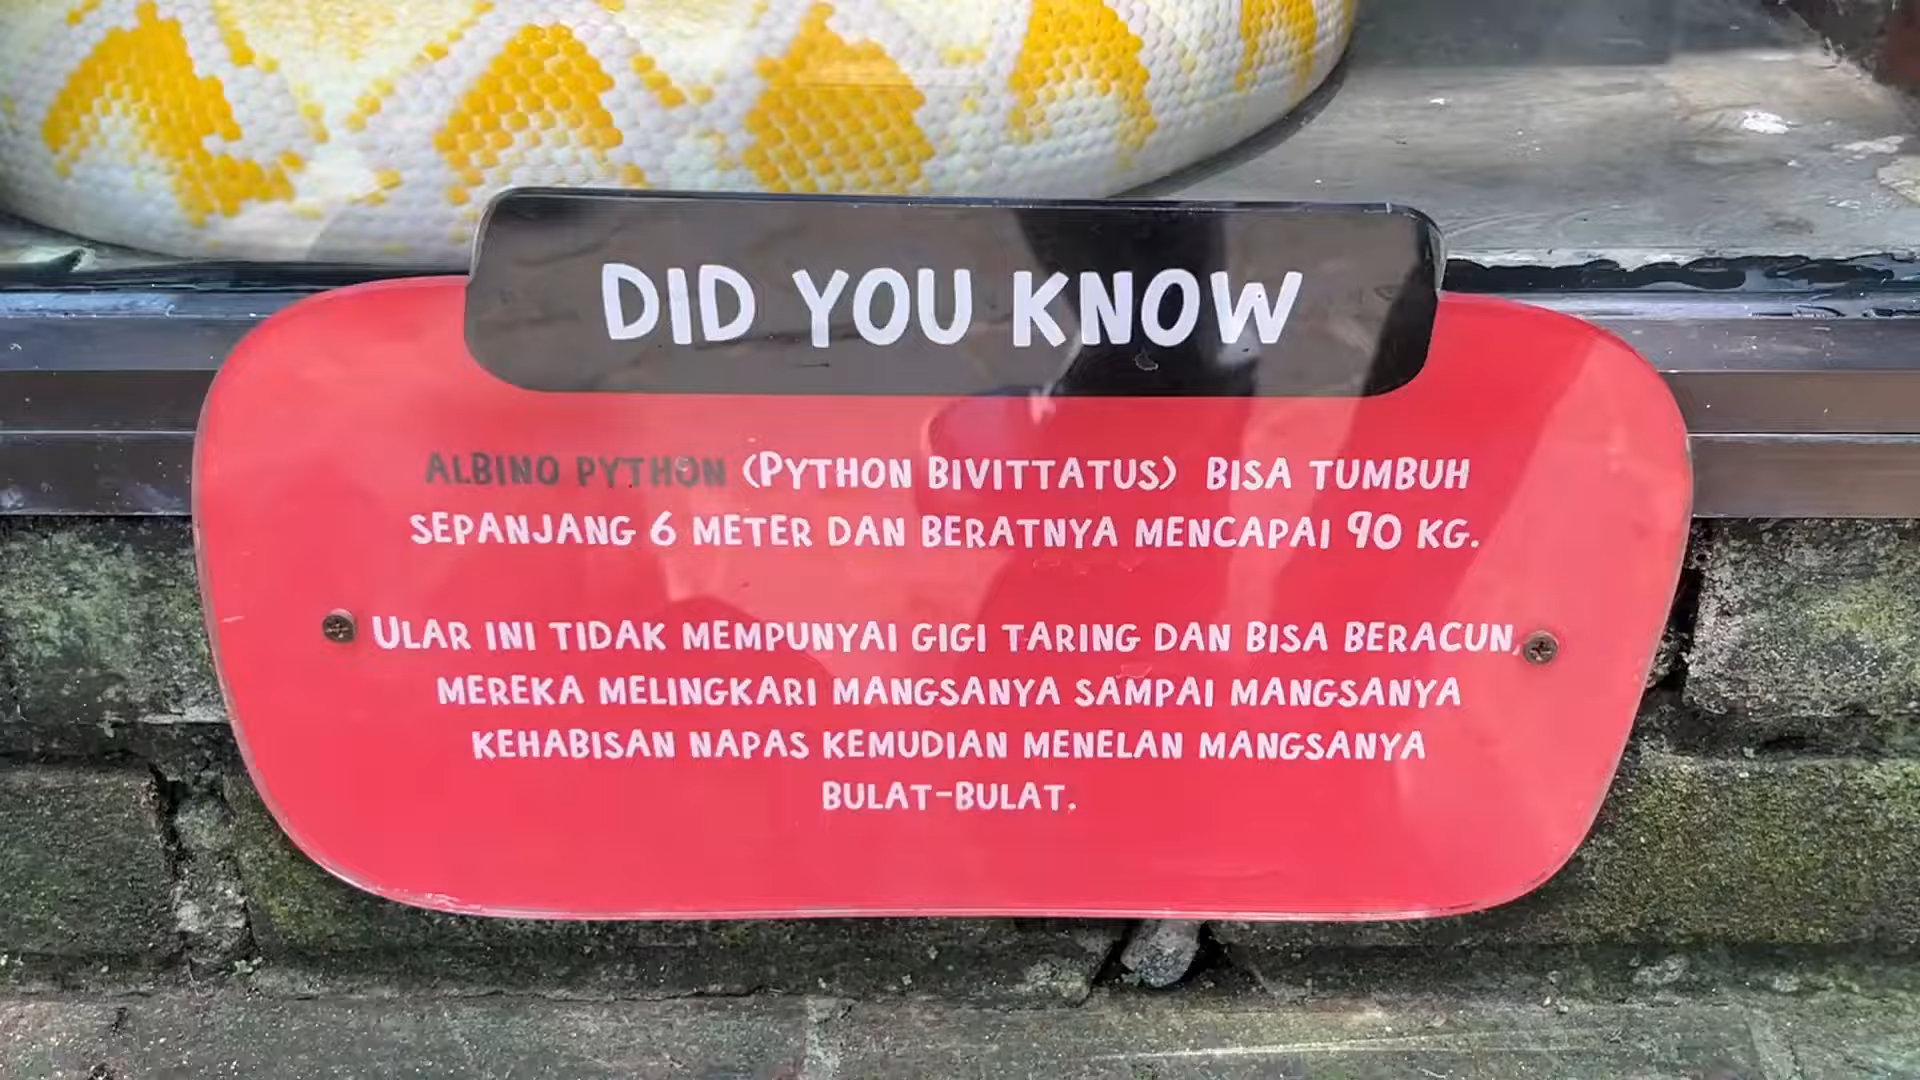 DID YOU KNOW
ALBINO PYTHON (PYTHON BIVITTATUS) BISA TUMBUH
SEPANJANG 6 METER DAN BERATNYA MENCAPAI 90 KG.
ULAR INI TIDAK MEMPUNYAI GIGI TARING DAN BISA BERACUN,
MEREKA MELINGKARI MANGSANYA SAMPAI MANGSANYA
KEHABISAN NAPAS KEMUDIAN MENELAN MANGSANYA
BULAT-BULAT.